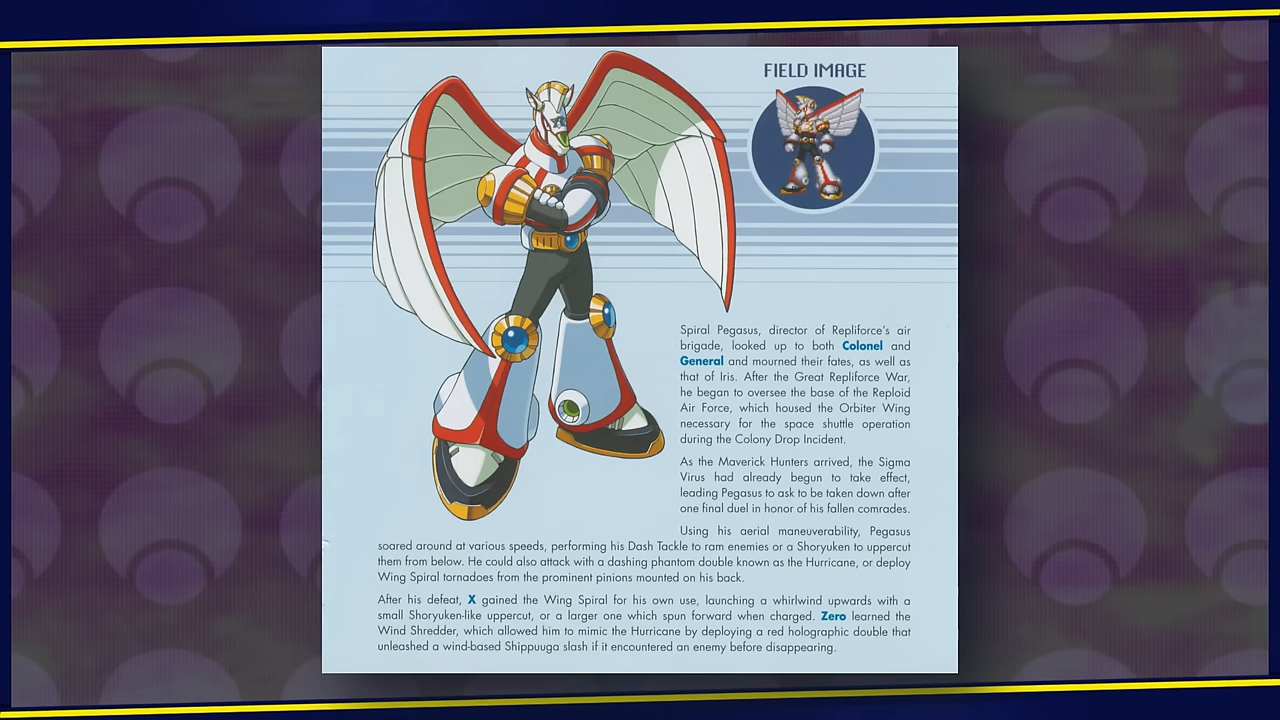 FIELD IMAGE
Spiral Pegasus, director of Repliforce's air
brigade, looked up to both Colonel and
General and mourned their fates, as well as
that of Iris. After the Great Repliforce War,
he began to oversee the base of the Reploid
Air Force, which housed the Orbiter Wing
necessary for the space shuttle operation
during the Colony Drop Incident.
As the Maverick Hunters arrived, the Sigma
Virus had already begun to take effect,
leading Pegasus to ask to be taken down after
one final duel in honor of his fallen comrades.
Using his aerial maneuverability, Pegasus
soared around at various speeds, performing his Dash Tackle to ram enemies or a Shoryuken to uppercut
them from below. He could also attack with a dashing phantom double known as the Hurricane, or deploy
Wing Spiral tornadoes from the prominent pinions mounted on his back.
After his defeat, X gained the Wing Spiral for his own use, launching a whirlwind upwards with a
small Shoryuken-like uppercut, or a larger one which spun forward when charged. Zero learned the
Wind Shredder, which allowed him to mimic the Hurricane by deploying a red holographic double that
unleashed a wind-based Shippuuga slash if it encountered an enemy before disappearing.